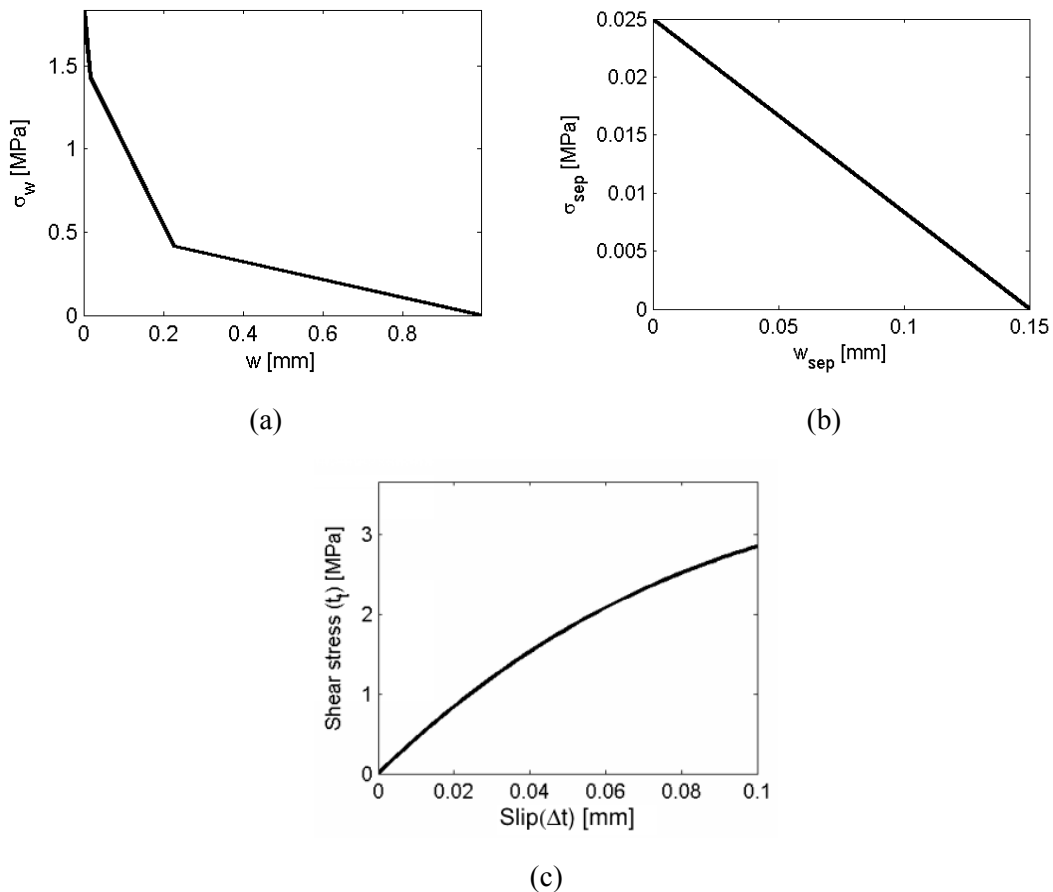 1.5
1
0.5
0
σw [MPa]
0 0.2 0.4 0.6 0.8
w [mm]
(a)
0.025
0.02
0.015
0.01
0.005
0
σsep [MPa]
0 0.05 0.1 0.15
wsep [mm]
(b)
3
2
1
0
Shear stress (tt) [MPa]
0 0.02 0.04 0.06 0.08 0.1
Slip(Δt) [mm]
(c)